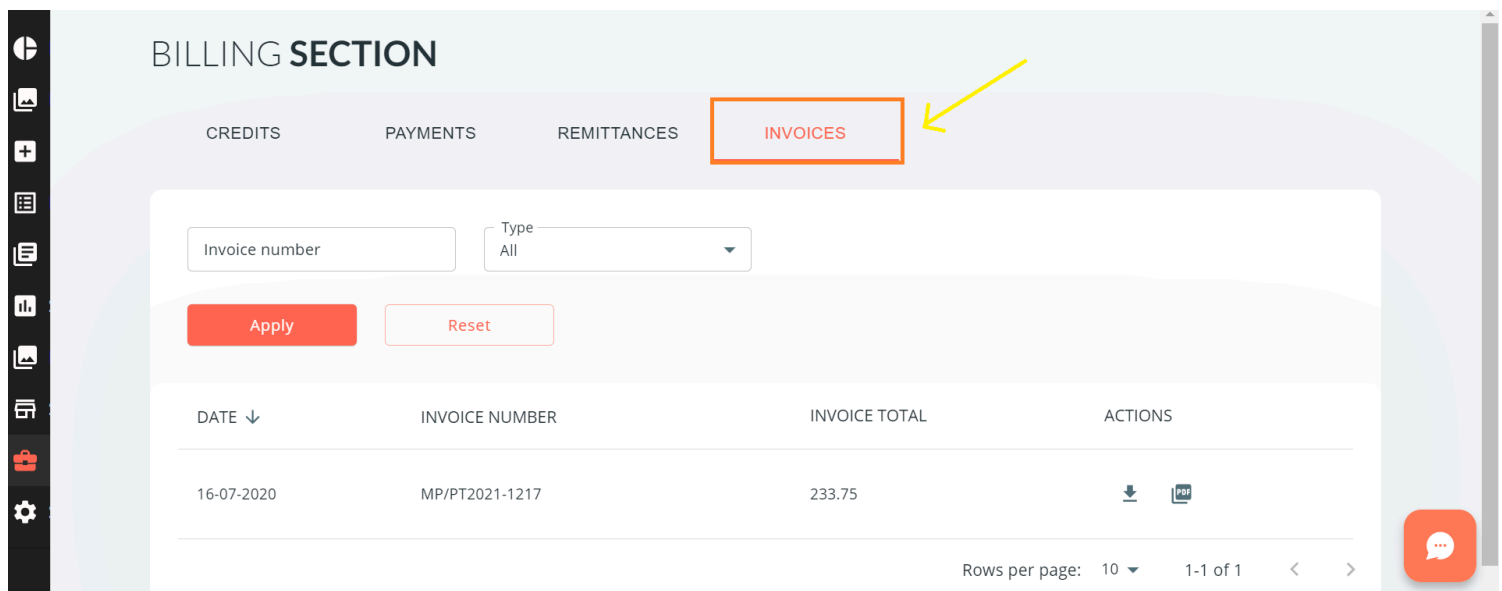 BILLING SECTION
CREDITS PAYMENTS REMITTANCES INVOICES
Type
Invoice number All
Apply Reset
DATE INVOICE NUMBER INVOICE TOTAL ACTIONS
16-07-2020 MP/PT2021-1217 233.75 PDF
Rows per page: 10 1-1 of 1